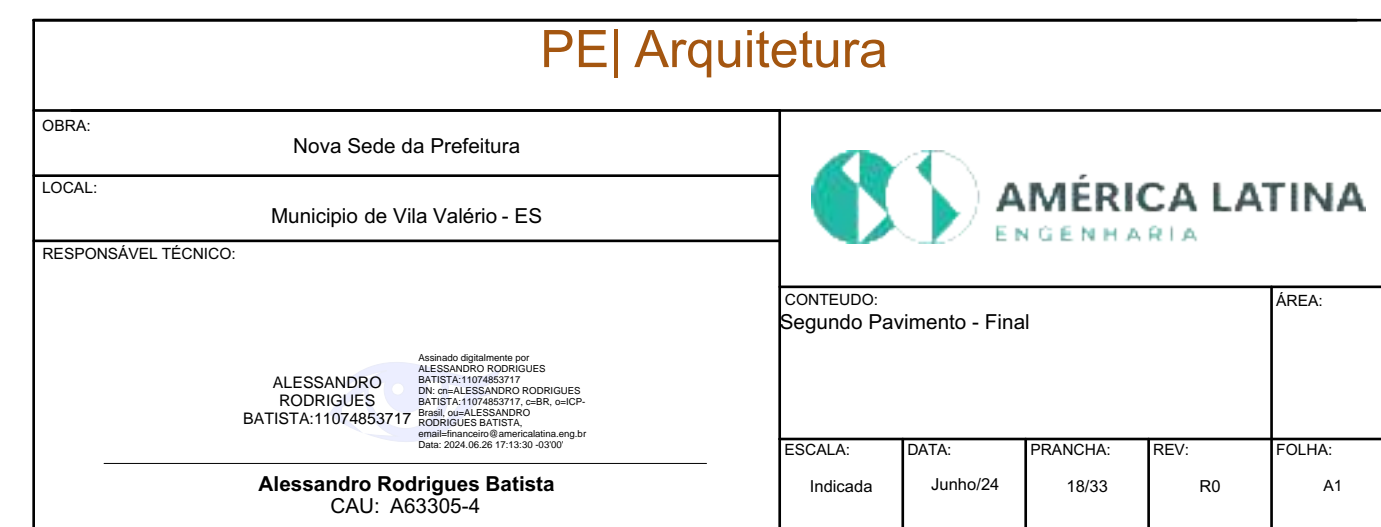 PE| Arquitetura
OBRA:
Nova Sede da Prefeitura
LOCAL:
Municipio de Vila Valério - ES
RESPONSÁVEL TÉCNICO:
ALESSANDRO
RODRIGUES
BATISTA:11074853717
Assinado digitalmente por
ALESSANDRO RODRIGUES
BATISTA:11074853717
DN: cn=ALESSANDRO RODRIGUES
BATISTA:11074853717, c=BR, o=ICP-
Brasil, ou=ALESSANDRO
RODRIGUES BATISTA,
email=financeiro@americalatina.eng.br
Data: 2024.06.26 17:13:30 -03'00'
Alessandro Rodrigues Batista
CAU: A63305-4
AMÉRICA LATINA
ENGENHARIA
CONTEUDO:
Segundo Pavimento - Final
ÁREA:
ESCALA:
Indicada
DATA:
Junho/24
PRANCHA:
18/33
REV:
R0
FOLHA:
A1